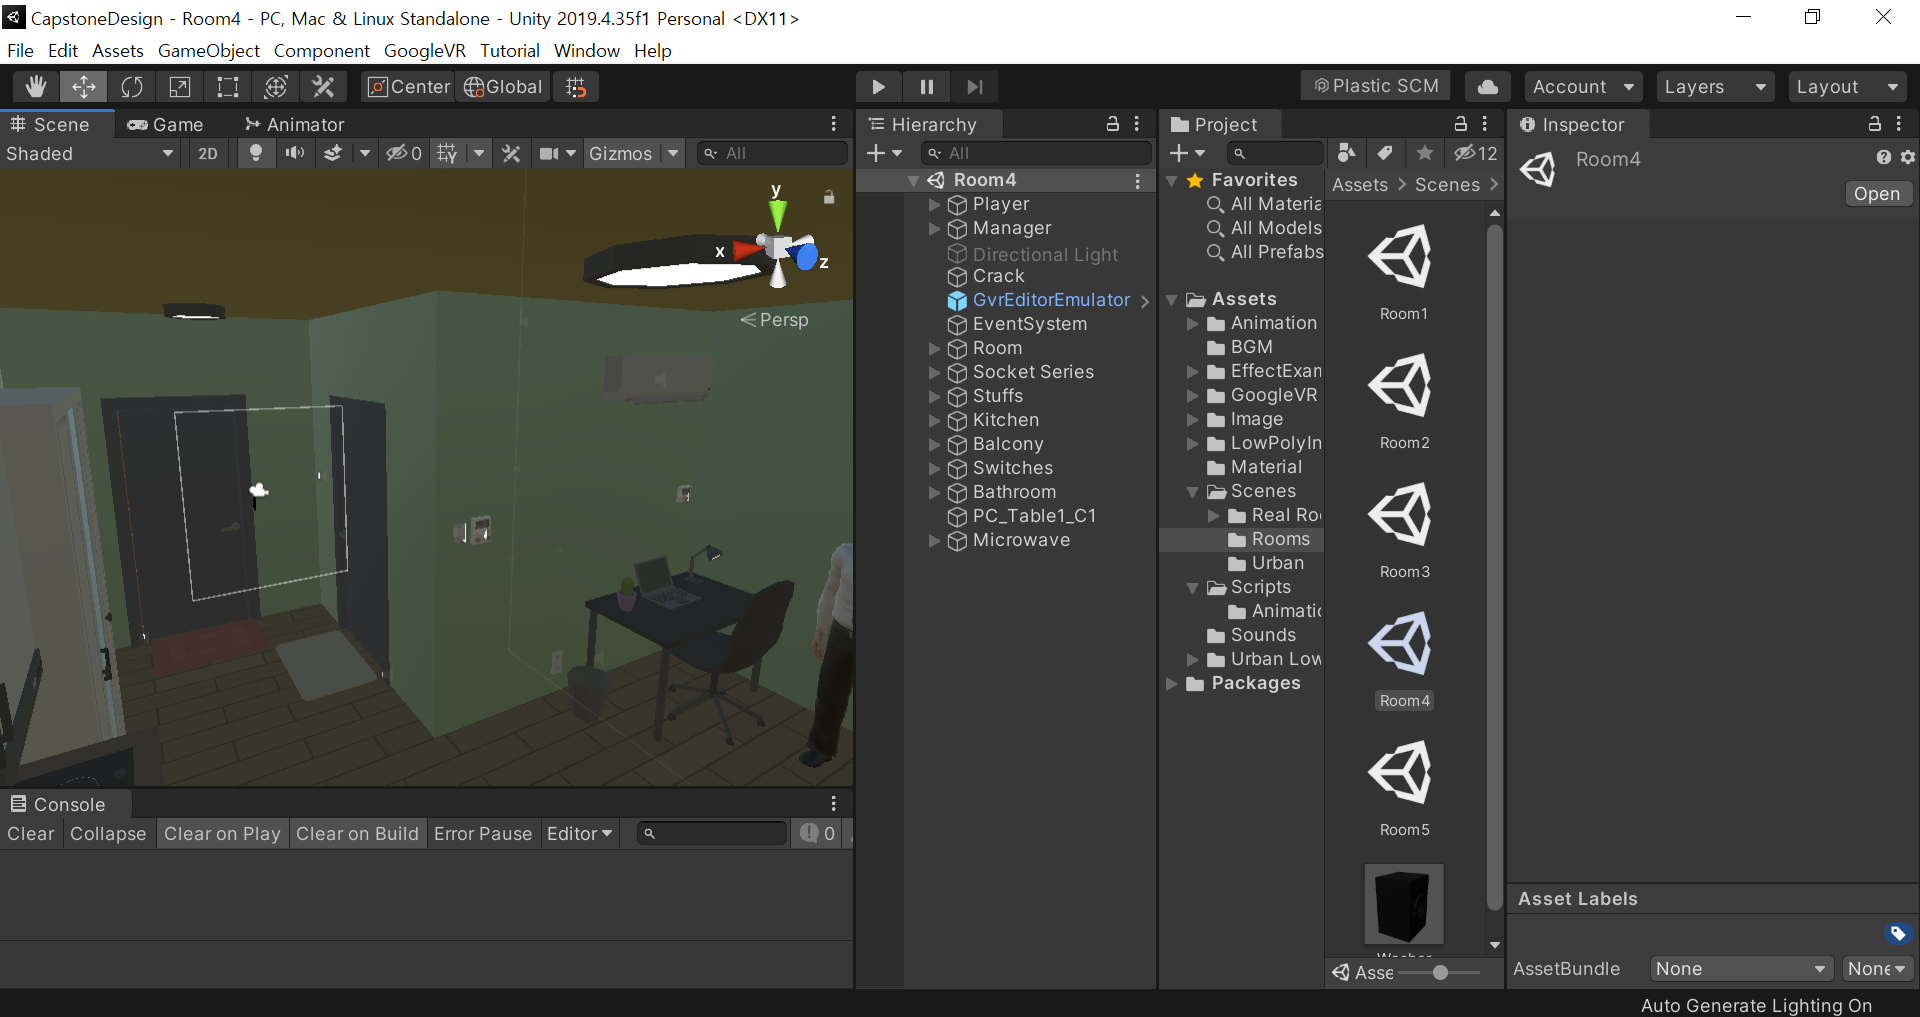 CapstoneDesign - Room4 - PC, Mac & Linux Standalone - Unity 2019.4.35f1 Personal <DX11>
File Edit Assets GameObject Component GoogleVR Tutorial Window Help
Center Global Plastic SCM Account Layers Layout
Scene Game Animator
Shaded 2D 0 Gizmos All
y
x
z
Persp
Console
Clear Collapse Clear on Play Clear on Build Error Pause Editor 0
Hierarchy
All
Room4
Player
Manager
Directional Light
Crack
GvrEditorEmulator
EventSystem
Room
Socket Series
Stuffs
Kitchen
Balcony
Switches
Bathroom
PC_Table1_C1
Microwave
Project
12
Favorites
All Materia
All Models
All Prefabs
Assets
Animation
BGM
EffectExan
GoogleVR
Image
LowPolyIn
Material
Scenes
Real Ro
Rooms
Urban
Scripts
Animati
Sounds
Urban Low
Packages
Assets > Scenes >
Room1
Room2
Room3
Room4
Room5
Asse
Inspector
Room4
Open
Asset Labels
AssetBundle None None
Auto Generate Lighting On